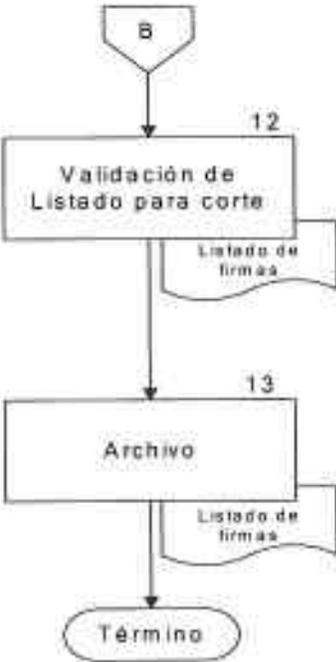 B
12
Validación de
Listado para corte
Listado de
firmas
13
Archivo
Listado de
firmas
Término